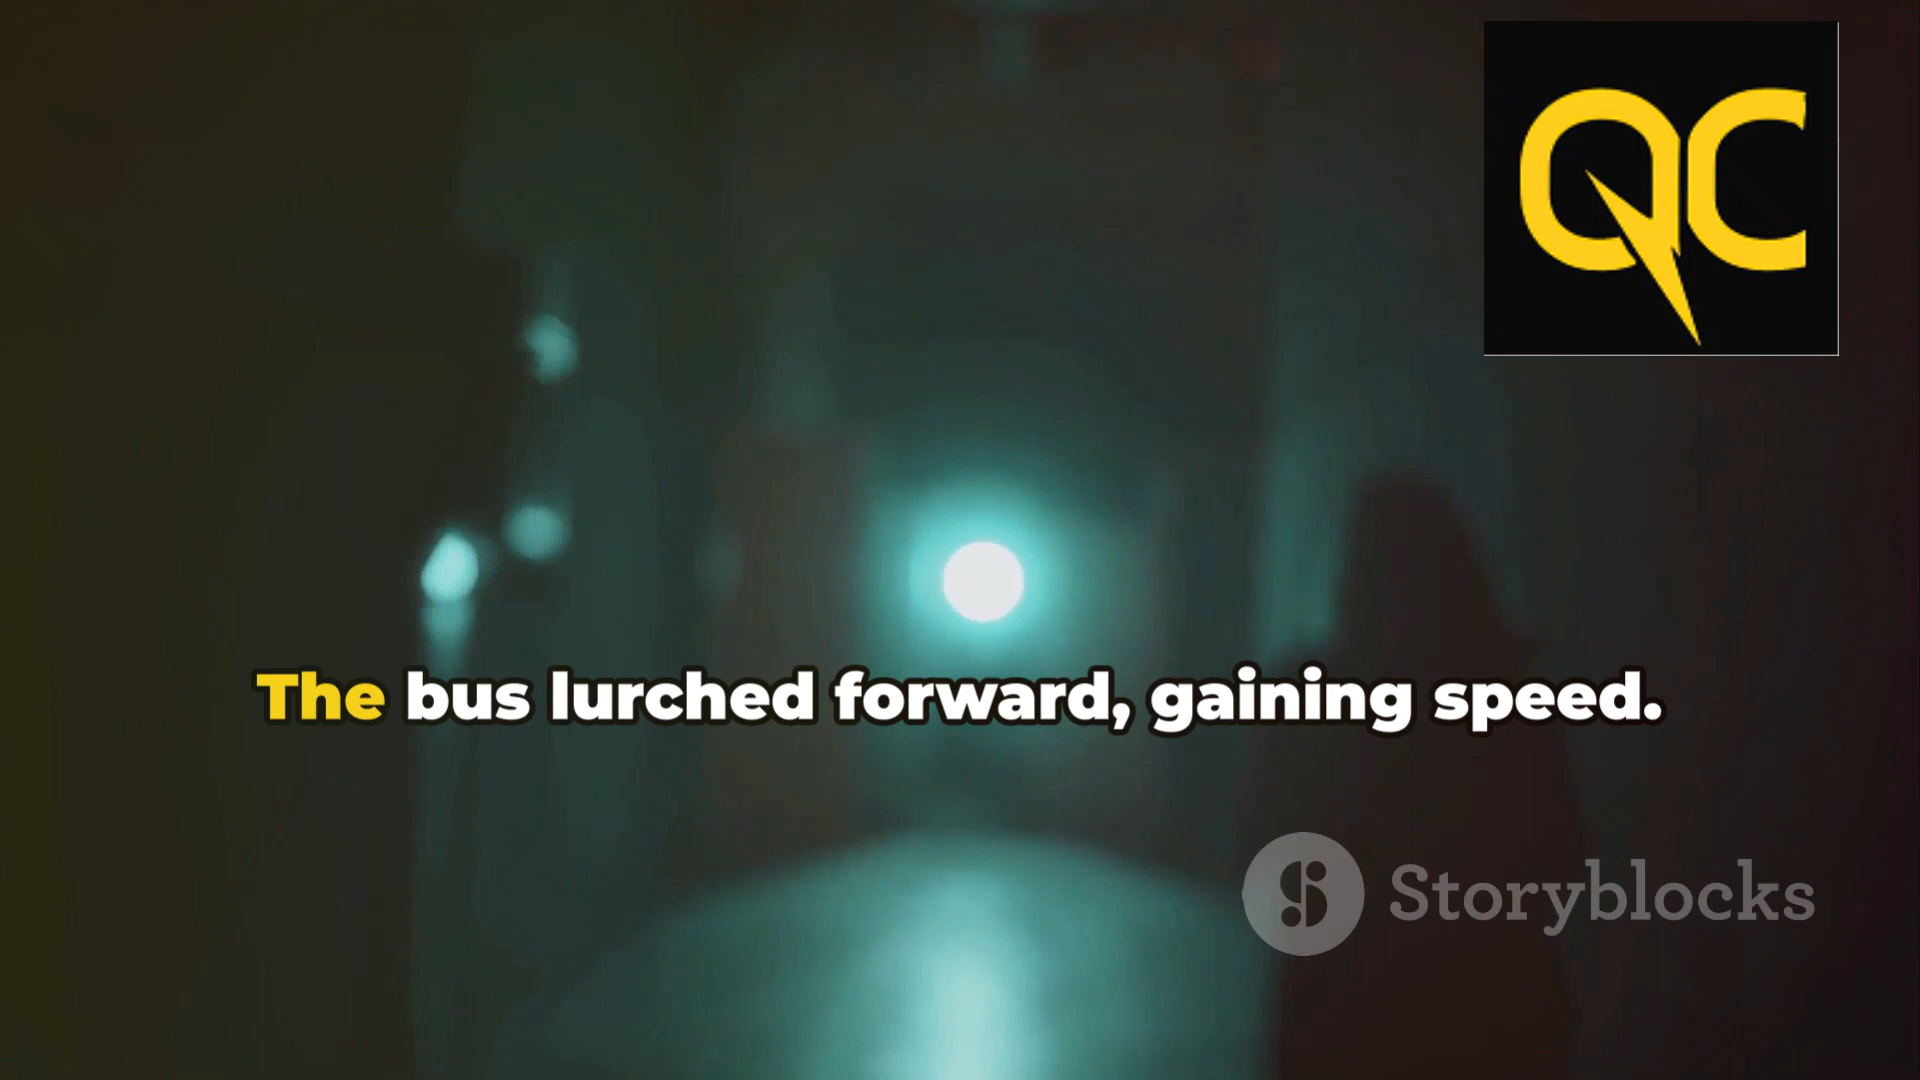 QC
The bus lurched forward, gaining speed.
Storyblocks